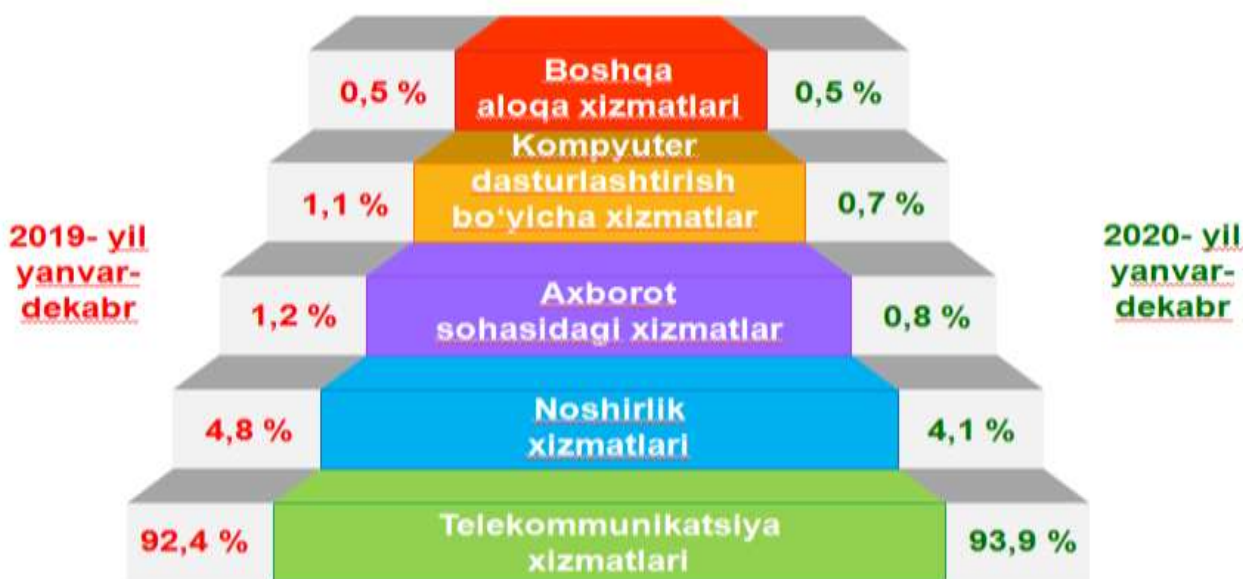 0,5 %
Boshqa
aloqa xizmatlari
0,5 %
1,1 %
Kompyuter
dasturlashtirish
bo‘yicha xizmatlar
0,7 %
2019- yil
yanvar-
dekabr
2020- yil
yanvar-
dekabr
1,2 %
Axborot
sohasidagi xizmatlar
0,8 %
4,8 %
Noshirlik
xizmatlari
4,1 %
92,4 %
Telekommunikatsiya
xizmatlari
93,9 %